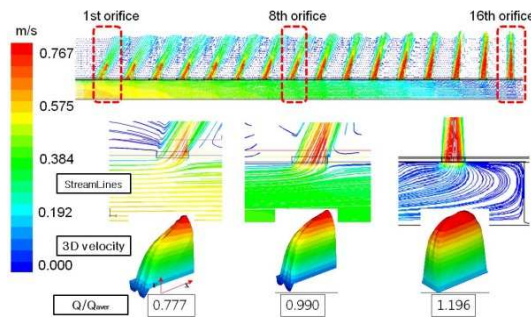 1st orifice 8th orifice 16th orifice
m/s
0.767
0.575
0.384
0.192
0.000
StreamLines
3D velocity
x
Q/Qaver 0.777 0.990 1.196